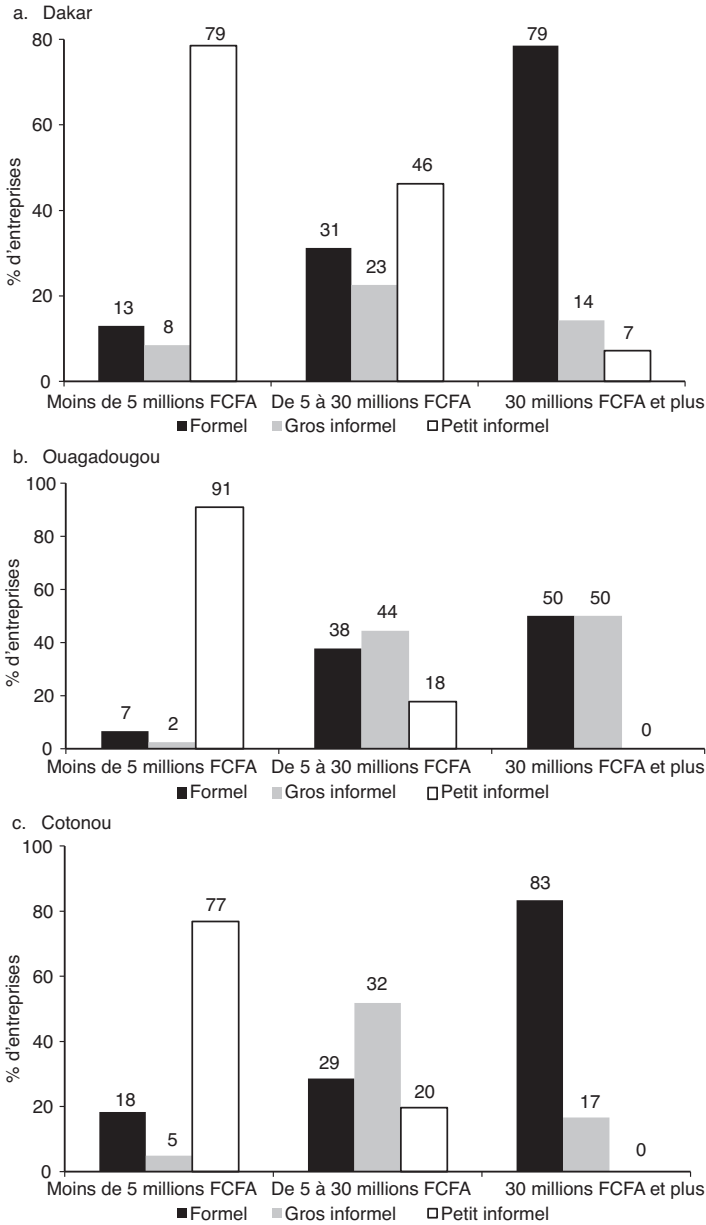 a. Dakar
80
60
40
20
0
% d'entreprises
13
8
79
31
23
46
79
14
7
Moins de 5 millions FCFA
De 5 à 30 millions FCFA
30 millions FCFA et plus
Formel Gros informel Petit informel
b. Ouagadougou
100
80
60
40
20
0
% d'entreprises
7
2
91
38
44
18
50
50
0
Moins de 5 millions FCFA
De 5 à 30 millions FCFA
30 millions FCFA et plus
Formel Gros informel Petit informel
c. Cotonou
100
80
60
40
20
0
% d'entreprises
18
5
77
29
32
20
83
17
0
Moins de 5 millions FCFA
De 5 à 30 millions FCFA
30 millions FCFA et plus
Formel Gros informel Petit informel